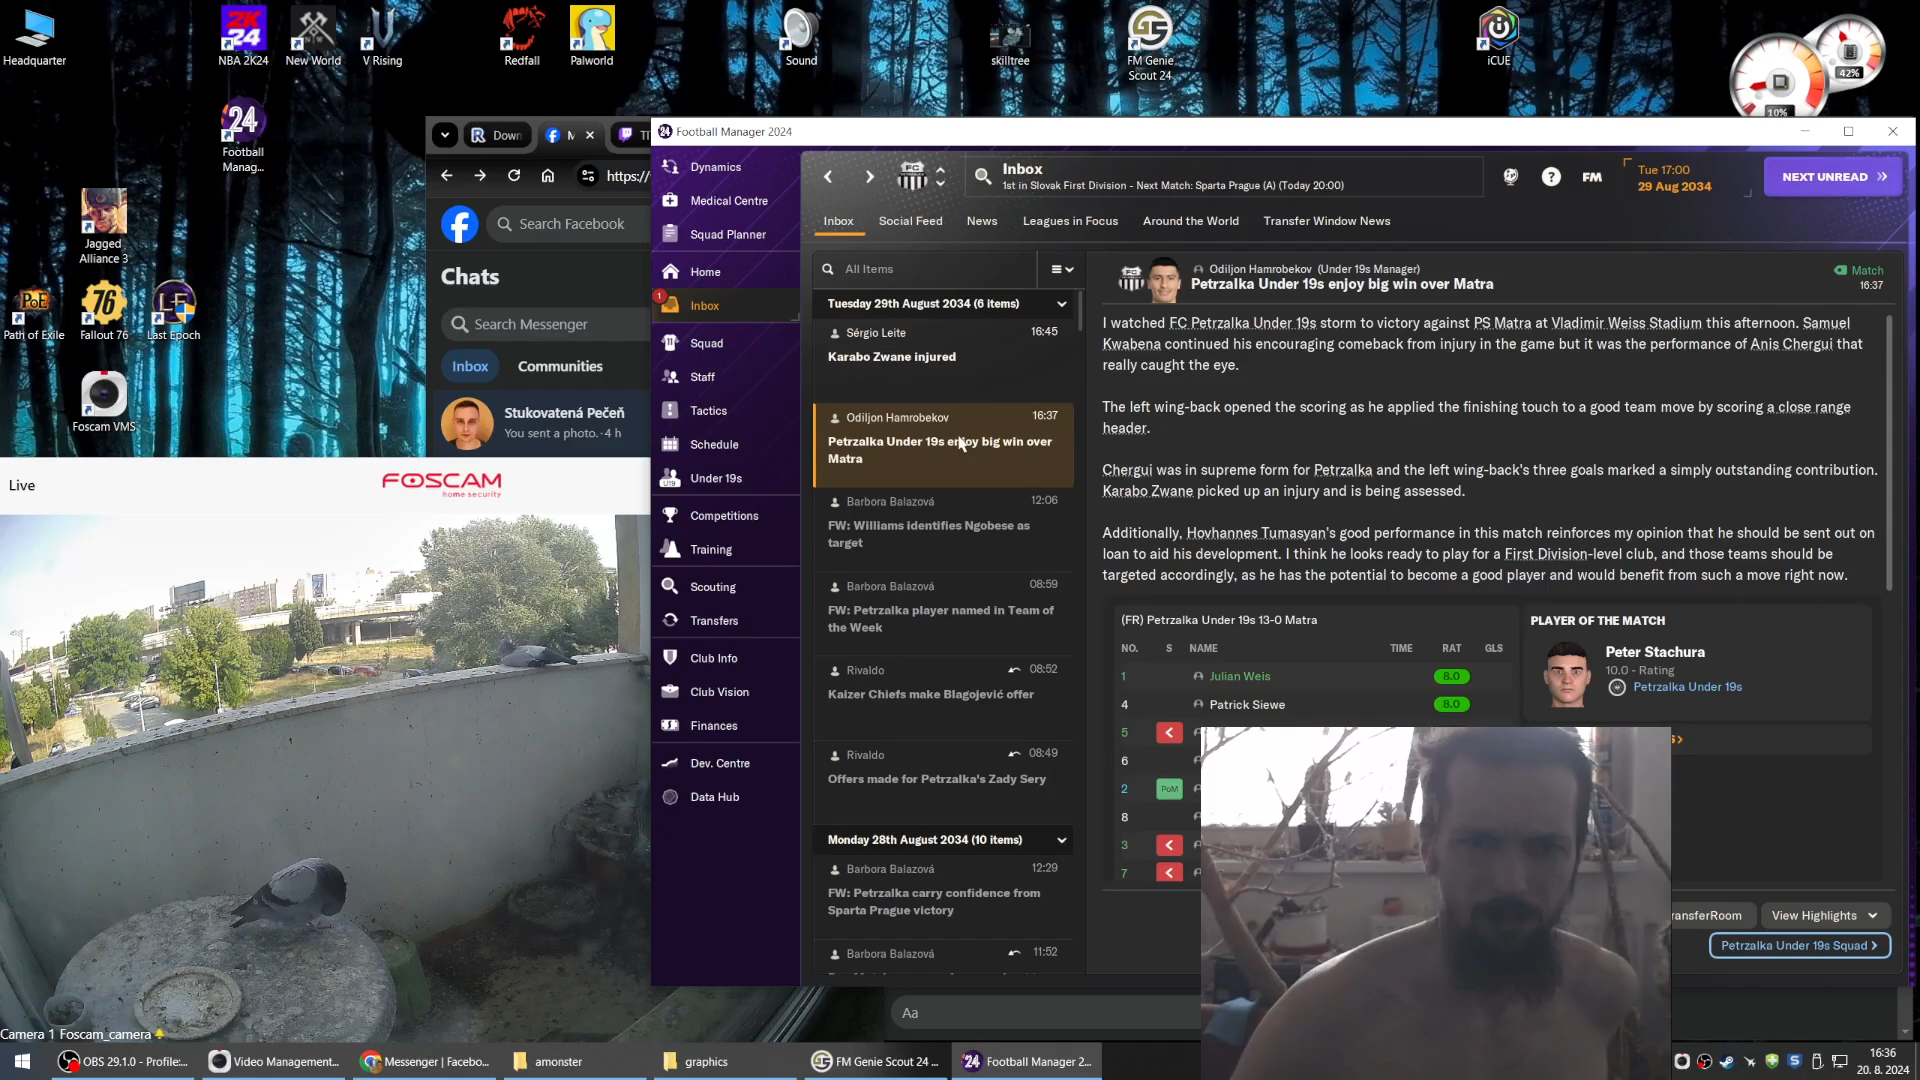 Headquarter
NBA 2K24
New World
V Rising
Redfall
Palworld
Sound
skilltree
FM Genie
Scout 24
iCUE
42%
10%
24
Football
Manag...
Jagged
Alliance 3
Path of Exile
Fallout 76
Last Epoch
Foscam VMS
Down
https://
Search Facebook
Chats
Search Messenger
Inbox
Communities
Stukovatená Pečeň
You sent a photo. · 4 h
Live
FOSCAM
home security
Camera 1 Foscam_camera
Football Manager 2024
Dynamics
Medical Centre
Squad Planner
Home
1
Inbox
Squad
Staff
Tactics
Schedule
Under 19s
Competitions
Training
Scouting
Transfers
Club Info
Club Vision
Finances
Dev. Centre
Data Hub
Inbox
1st in Slovak First Division - Next Match: Sparta Prague (A) (Today 20:00)
FM
Tue 17:00
29 Aug 2034
NEXT UNREAD
Inbox
Social Feed
News
Leagues in Focus
Around the World
Transfer Window News
All Items
Tuesday 29th August 2034 (6 items)
Sérgio Leite 16:45
Karabo Zwane injured
Odiljon Hamrobekov 16:37
Petrzalka Under 19s enjoy big win over
Matra
Barbora Balazová 12:06
FW: Williams identifies Ngobese as
target
Barbora Balazová 08:59
FW: Petrzalka player named in Team of
the Week
Rivaldo 08:52
Kaizer Chiefs make Blagojević offer
Rivaldo 08:49
Offers made for Petrzalka's Zady Sery
Monday 28th August 2034 (10 items)
Barbora Balazová 12:29
FW: Petrzalka carry confidence from
Sparta Prague victory
Barbora Balazová 11:52
Odiljon Hamrobekov (Under 19s Manager)
Petrzalka Under 19s enjoy big win over Matra
Match
16:37
I watched FC Petrzalka Under 19s storm to victory against PS Matra at Vladimir Weiss Stadium this afternoon. Samuel
Kwabena continued his encouraging comeback from injury in the game but it was the performance of Anis Chergui that
really caught the eye.
The left wing-back opened the scoring as he applied the finishing touch to a good team move by scoring a close range
header.
Chergui was in supreme form for Petrzalka and the left wing-back's three goals marked a simply outstanding contribution.
Karabo Zwane picked up an injury and is being assessed.
Additionally, Hovhannes Tumasyan's good performance in this match reinforces my opinion that he should be sent out on
loan to aid his development. I think he looks ready to play for a First Division-level club, and those teams should be
targeted accordingly, as he has the potential to become a good player and would benefit from such a move right now.
(FR) Petrzalka Under 19s 13-0 Matra
NO. S NAME TIME RAT GLS
1 Julian Weis 8.0
4 Patrick Siewe 8.0
5
6
2 PoM
8
3
7
PLAYER OF THE MATCH
Peter Stachura
10.0 - Rating
Petrzalka Under 19s
ransferRoom
View Highlights
Petrzalka Under 19s Squad
Aa
OBS 29.1.0 - Profile:...
Video Management...
Messenger | Facebo...
amonster
graphics
FM Genie Scout 24 ...
Football Manager 2...
16:36
20. 8. 2024